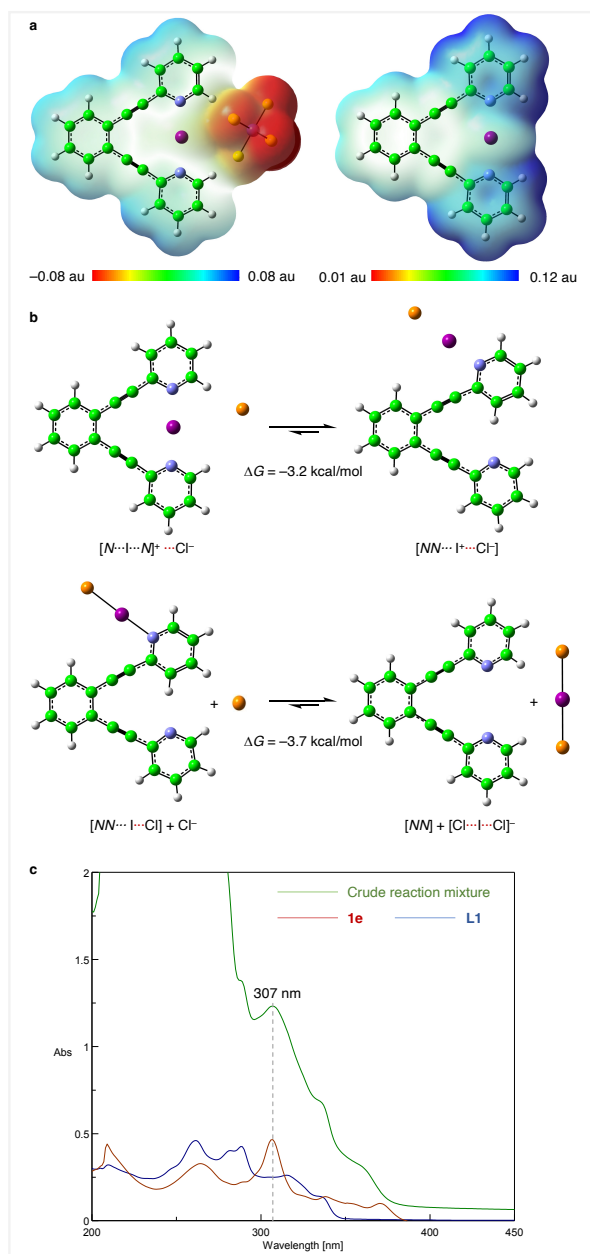 a
−0.08 au 0.08 au 0.01 au 0.12 au
b
ΔG = −3.2 kcal/mol
[N···I···N]⁺ ···Cl⁻ [NN··· I⁺···Cl⁻]
+ + 
ΔG = −3.7 kcal/mol
[NN··· I···Cl] + Cl⁻ [NN] + [Cl···I···Cl]⁻
c
2
Crude reaction mixture
1e L1
1.5
307 nm
1
Abs
0.5
0
200 300 400 450
Wavelength [nm]